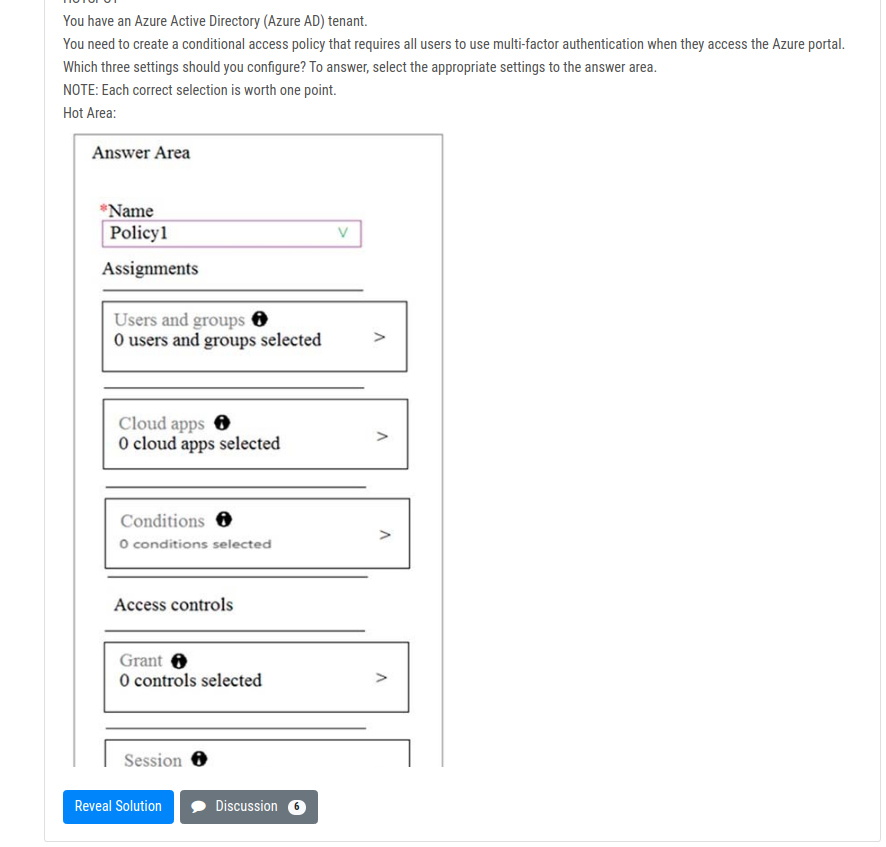 HOTSPOT
You have an Azure Active Directory (Azure AD) tenant.
You need to create a conditional access policy that requires all users to use multi-factor authentication when they access the Azure portal.
Which three settings should you configure? To answer, select the appropriate settings to the answer area.
NOTE: Each correct selection is worth one point.
Hot Area:
Answer Area
*Name
Policy1
Assignments
Users and groups
0 users and groups selected
>
Cloud apps
0 cloud apps selected
>
Conditions
0 conditions selected
>
Access controls
Grant
0 controls selected
>
Session
Reveal Solution
Discussion 6